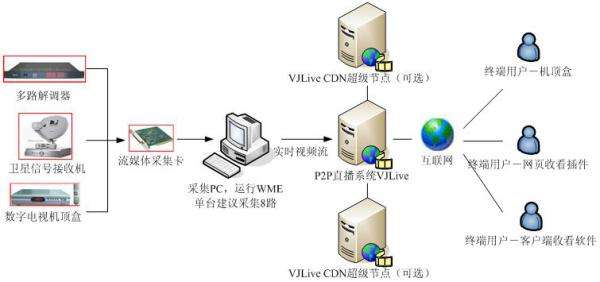 VJLive CDN超级节点（可选）
终端用户－机顶盒
多路解调器
卫星信号接收机
流媒体采集卡
实时视频流
互联网
终端用户－网页收看插件
采集PC，运行WME
单台建议采集8路
P2P直播系统VJLive
数字电视机顶盒
终端用户－客户端收看软件
VJLive CDN超级节点（可选）